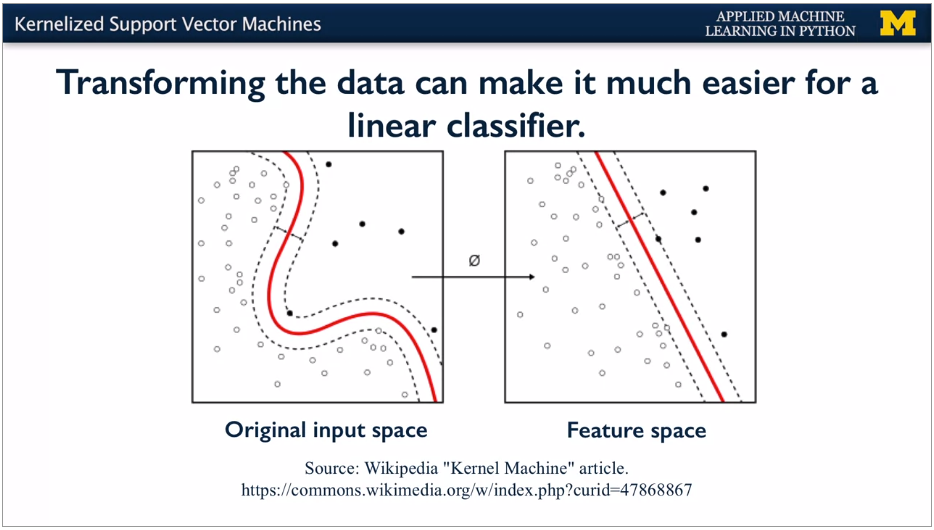 Kernelized Support Vector Machines
APPLIED MACHINE
LEARNING IN PYTHON
M
Transforming the data can make it much easier for a
linear classifier.
Ø
Original input space
Feature space
Source: Wikipedia "Kernel Machine" article.
https://commons.wikimedia.org/w/index.php?curid=47868867